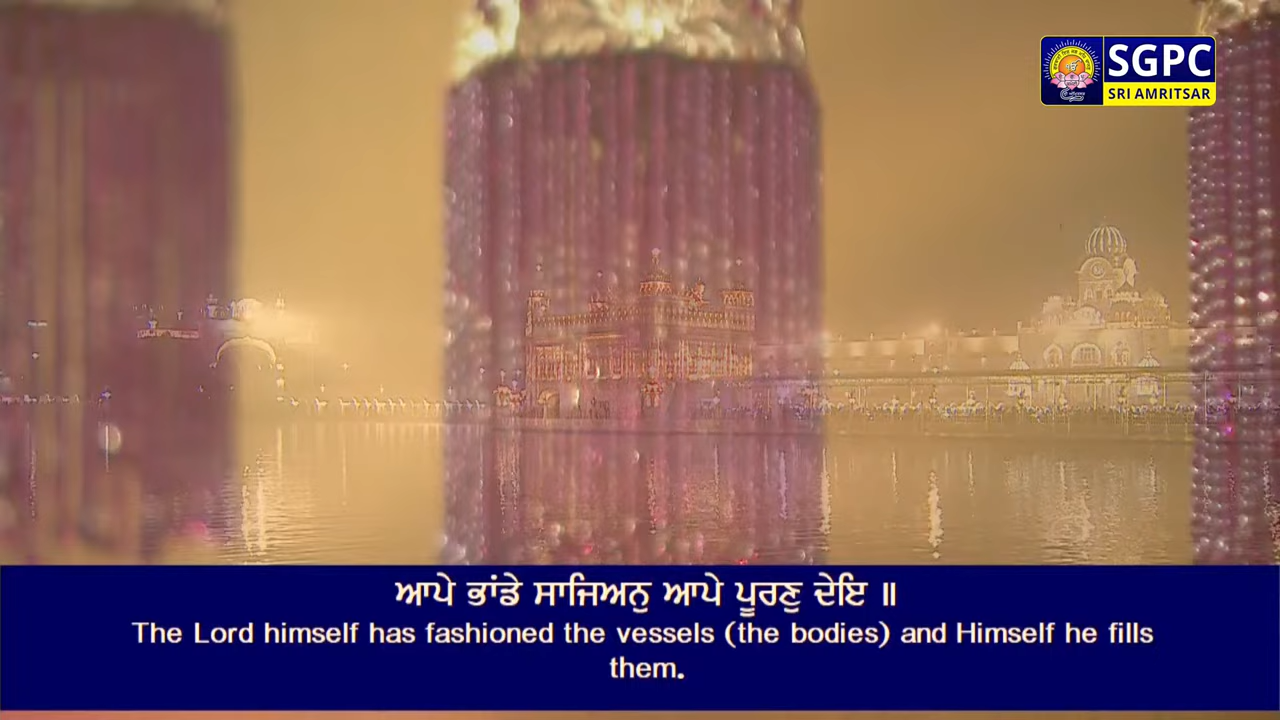 SGPC
SRI AMRITSAR
ਆਪੇ ਭਾਂਡੇ ਸਾਜਿਅਨੁ ਆਪੇ ਪੂਰਣੁ ਦੇਇ ॥
The Lord himself has fashioned the vessels (the bodies) and Himself he fills
them.